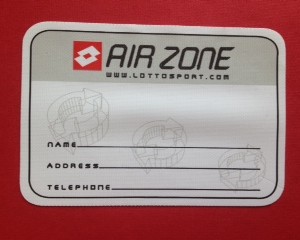 AIR ZONE
WWW.LOTTOSPORT.COM
NAME
ADDRESS
TELEPHONE